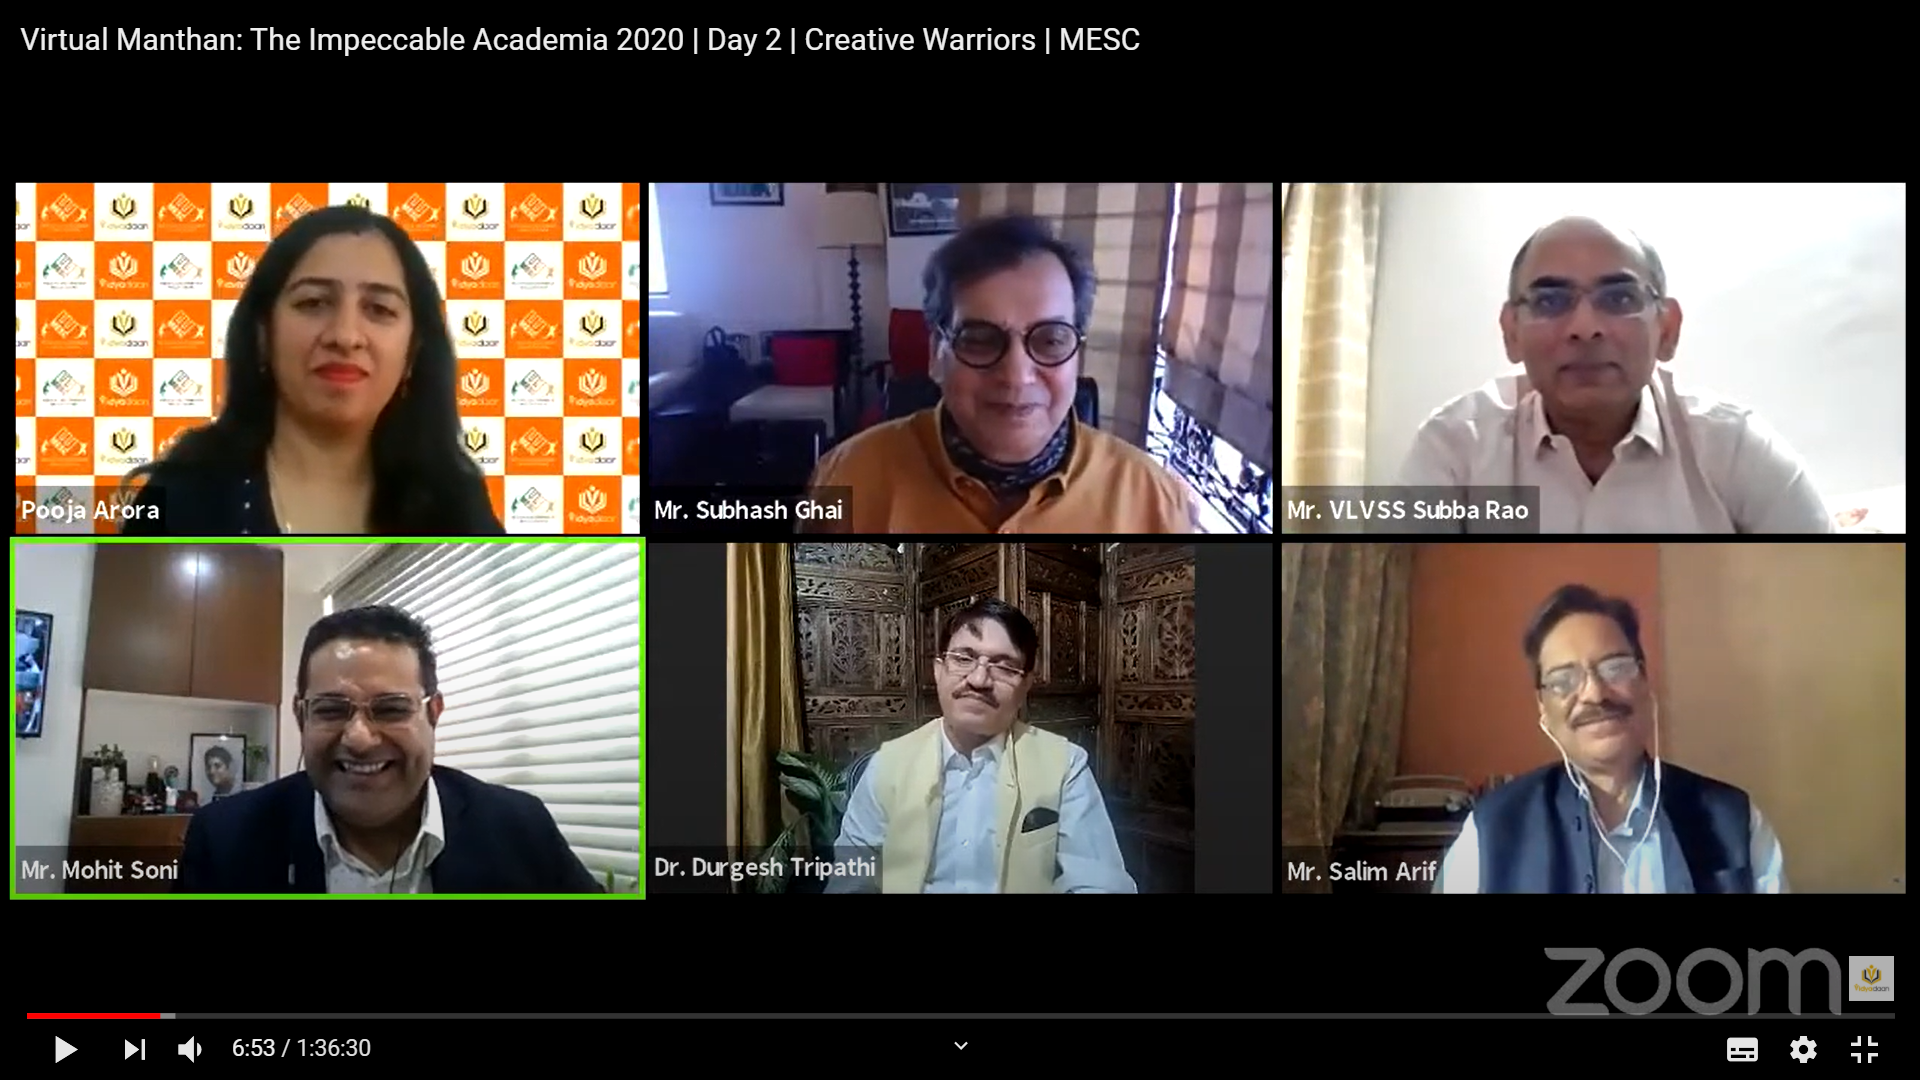 Virtual Manthan: The Impeccable Academia 2020 | Day 2 | Creative Warriors | MESC
Pooja Arora
Mr. Subhash Ghai
Mr. VLVSS Subba Rao
Mr. Mohit Soni
Dr. Durgesh Tripathi
Mr. Salim Arif
zoom
6:53 / 1:36:30